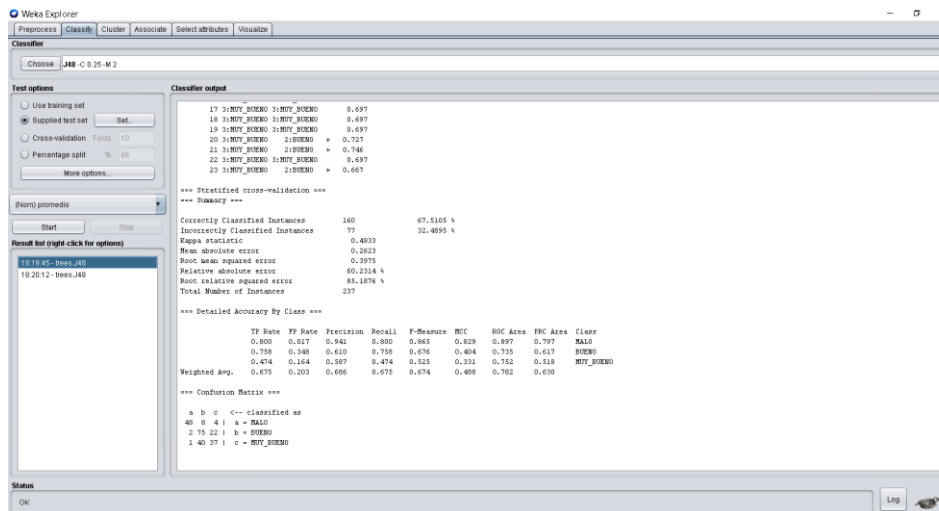 Weka Explorer
Preprocess Classify Cluster Associate Select attributes Visualize
Classifier
Choose J48 -C 0.25 -M 2
Test options
Use training set
Supplied test set Set...
Cross-validation Folds 10
Percentage split % 66
More options...
(Nom) promedio
Start Stop
Result list (right-click for options)
18:19:45 - trees.J48
18:20:12 - trees.J48
Classifier output
17 3:MUY_BUENO 3:MUY_BUENO 0.697
18 3:MUY_BUENO 3:MUY_BUENO 0.697
19 3:MUY_BUENO 3:MUY_BUENO 0.697
20 3:MUY_BUENO 2:BUENO + 0.727
21 3:MUY_BUENO 2:BUENO + 0.746
22 3:MUY_BUENO 3:MUY_BUENO 0.697
23 3:MUY_BUENO 2:BUENO + 0.667
=== Stratified cross-validation ===
=== Summary ===
Correctly Classified Instances 160 67.5105 %
Incorrectly Classified Instances 77 32.4895 %
Kappa statistic 0.4933
Mean absolute error 0.2623
Root mean squared error 0.3975
Relative absolute error 60.2314 %
Root relative squared error 85.1876 %
Total Number of Instances 237
=== Detailed Accuracy By Class ===
TP Rate FP Rate Precision Recall F-Measure MCC ROC Area PRC Area Class
0.800 0.017 0.941 0.800 0.865 0.829 0.897 0.797 MALO
0.758 0.348 0.610 0.758 0.676 0.404 0.735 0.617 BUENO
0.474 0.164 0.587 0.474 0.525 0.331 0.752 0.518 MUY_BUENO
Weighted Avg. 0.675 0.203 0.686 0.675 0.674 0.488 0.782 0.630
=== Confusion Matrix ===
a b c <-- classified as
48 8 4 | a = MALO
2 75 22 | b = BUENO
1 40 37 | c = MUY_BUENO
Status
OK
Log